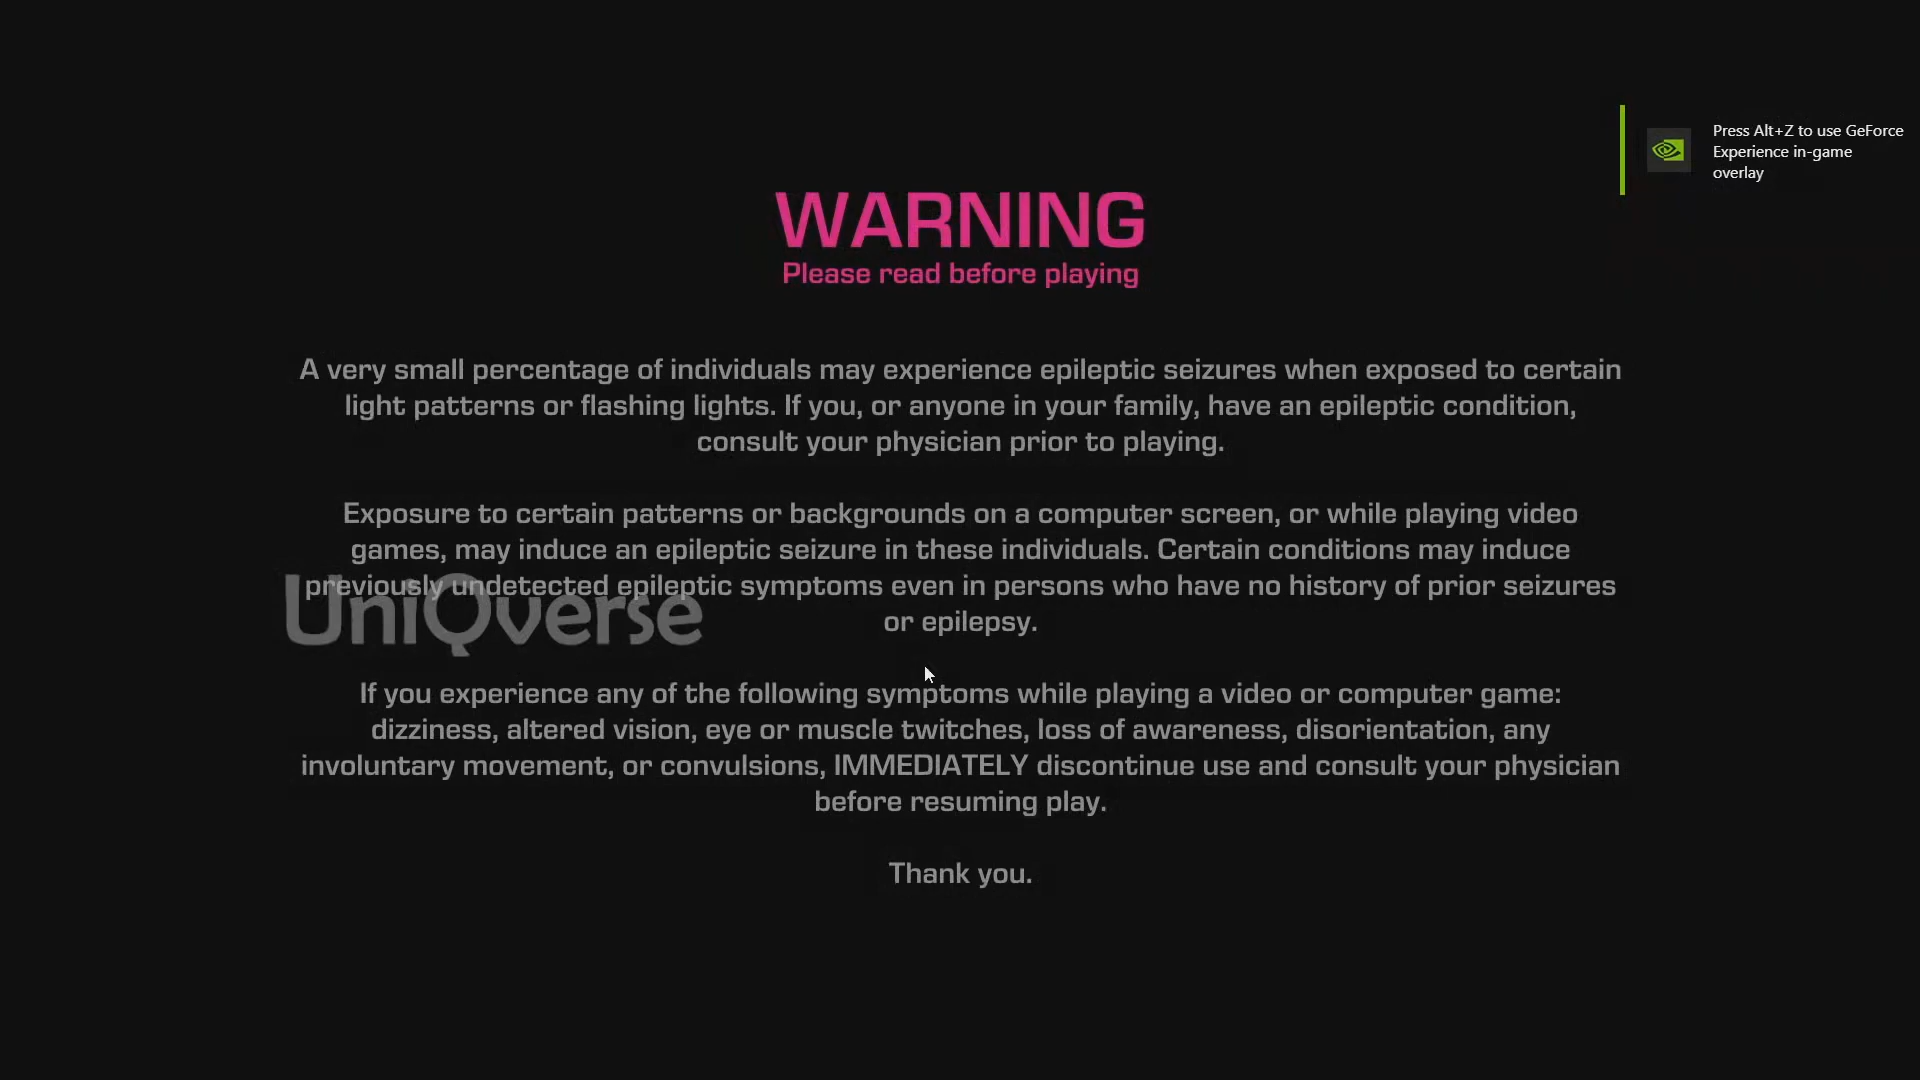 Press Alt+Z to use GeForce
Experience in-game
overlay
WARNING
Please read before playing
A very small percentage of individuals may experience epileptic seizures when exposed to certain
light patterns or flashing lights. If you, or anyone in your family, have an epileptic condition,
consult your physician prior to playing.
Exposure to certain patterns or backgrounds on a computer screen, or while playing video
games, may induce an epileptic seizure in these individuals. Certain conditions may induce
previously undetected epileptic symptoms even in persons who have no history of prior seizures
or epilepsy.
UniQverse
If you experience any of the following symptoms while playing a video or computer game:
dizziness, altered vision, eye or muscle twitches, loss of awareness, disorientation, any
involuntary movement, or convulsions, IMMEDIATELY discontinue use and consult your physician
before resuming play.
Thank you.